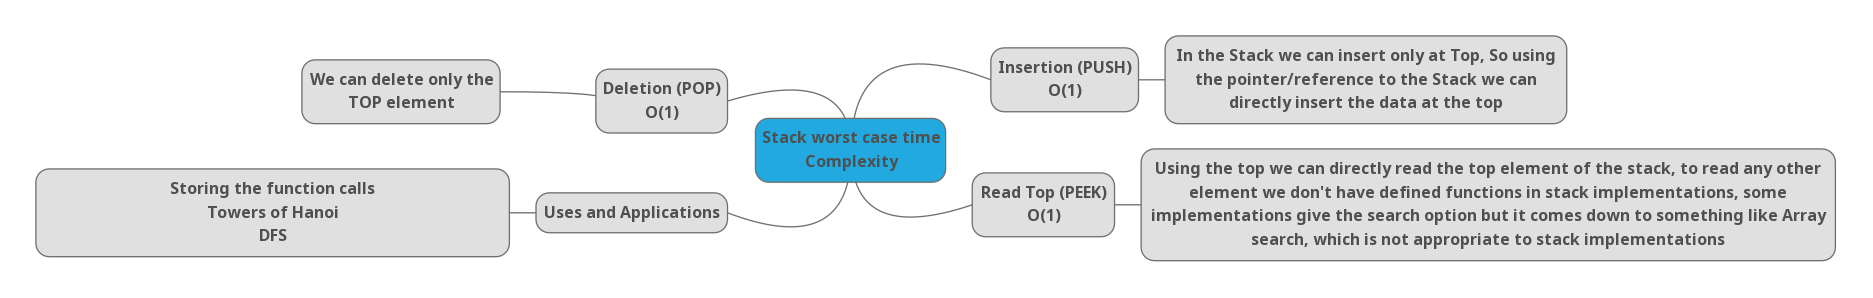 Stack worst case time
Complexity
Insertion (PUSH)
O(1)
In the Stack we can insert only at Top, So using
the pointer/reference to the Stack we can
directly insert the data at the top
Read Top (PEEK)
O(1)
Using the top we can directly read the top element of the stack, to read any other
element we don't have defined functions in stack implementations, some
implementations give the search option but it comes down to something like Array
search, which is not appropriate to stack implementations
Deletion (POP)
O(1)
We can delete only the
TOP element
Uses and Applications
Storing the function calls
Towers of Hanoi
DFS